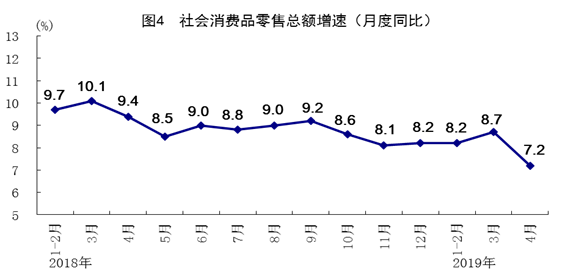 图4　社会消费品零售总额增速（月度同比）
(%)
13
12
11
10
9
8
7
6
5
9.7
10.1
9.4
8.5
9.0
8.8
9.0
9.2
8.6
8.1
8.2
8.2
8.7
7.2
1-2月
3月
4月
5月
6月
7月
8月
9月
10月
11月
12月
1-2月
3月
4月
2018年
2019年